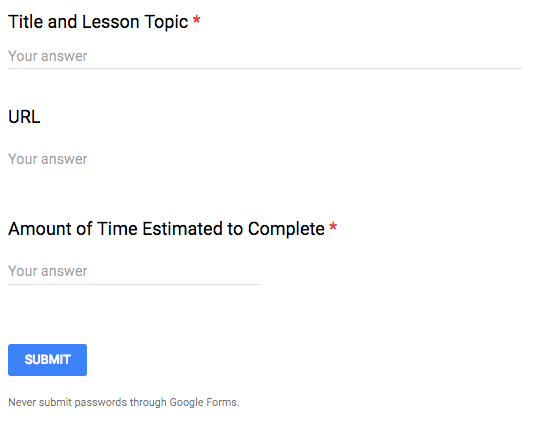 Title and Lesson Topic *
Your answer
URL
Your answer
Amount of Time Estimated to Complete *
Your answer
SUBMIT
Never submit passwords through Google Forms.